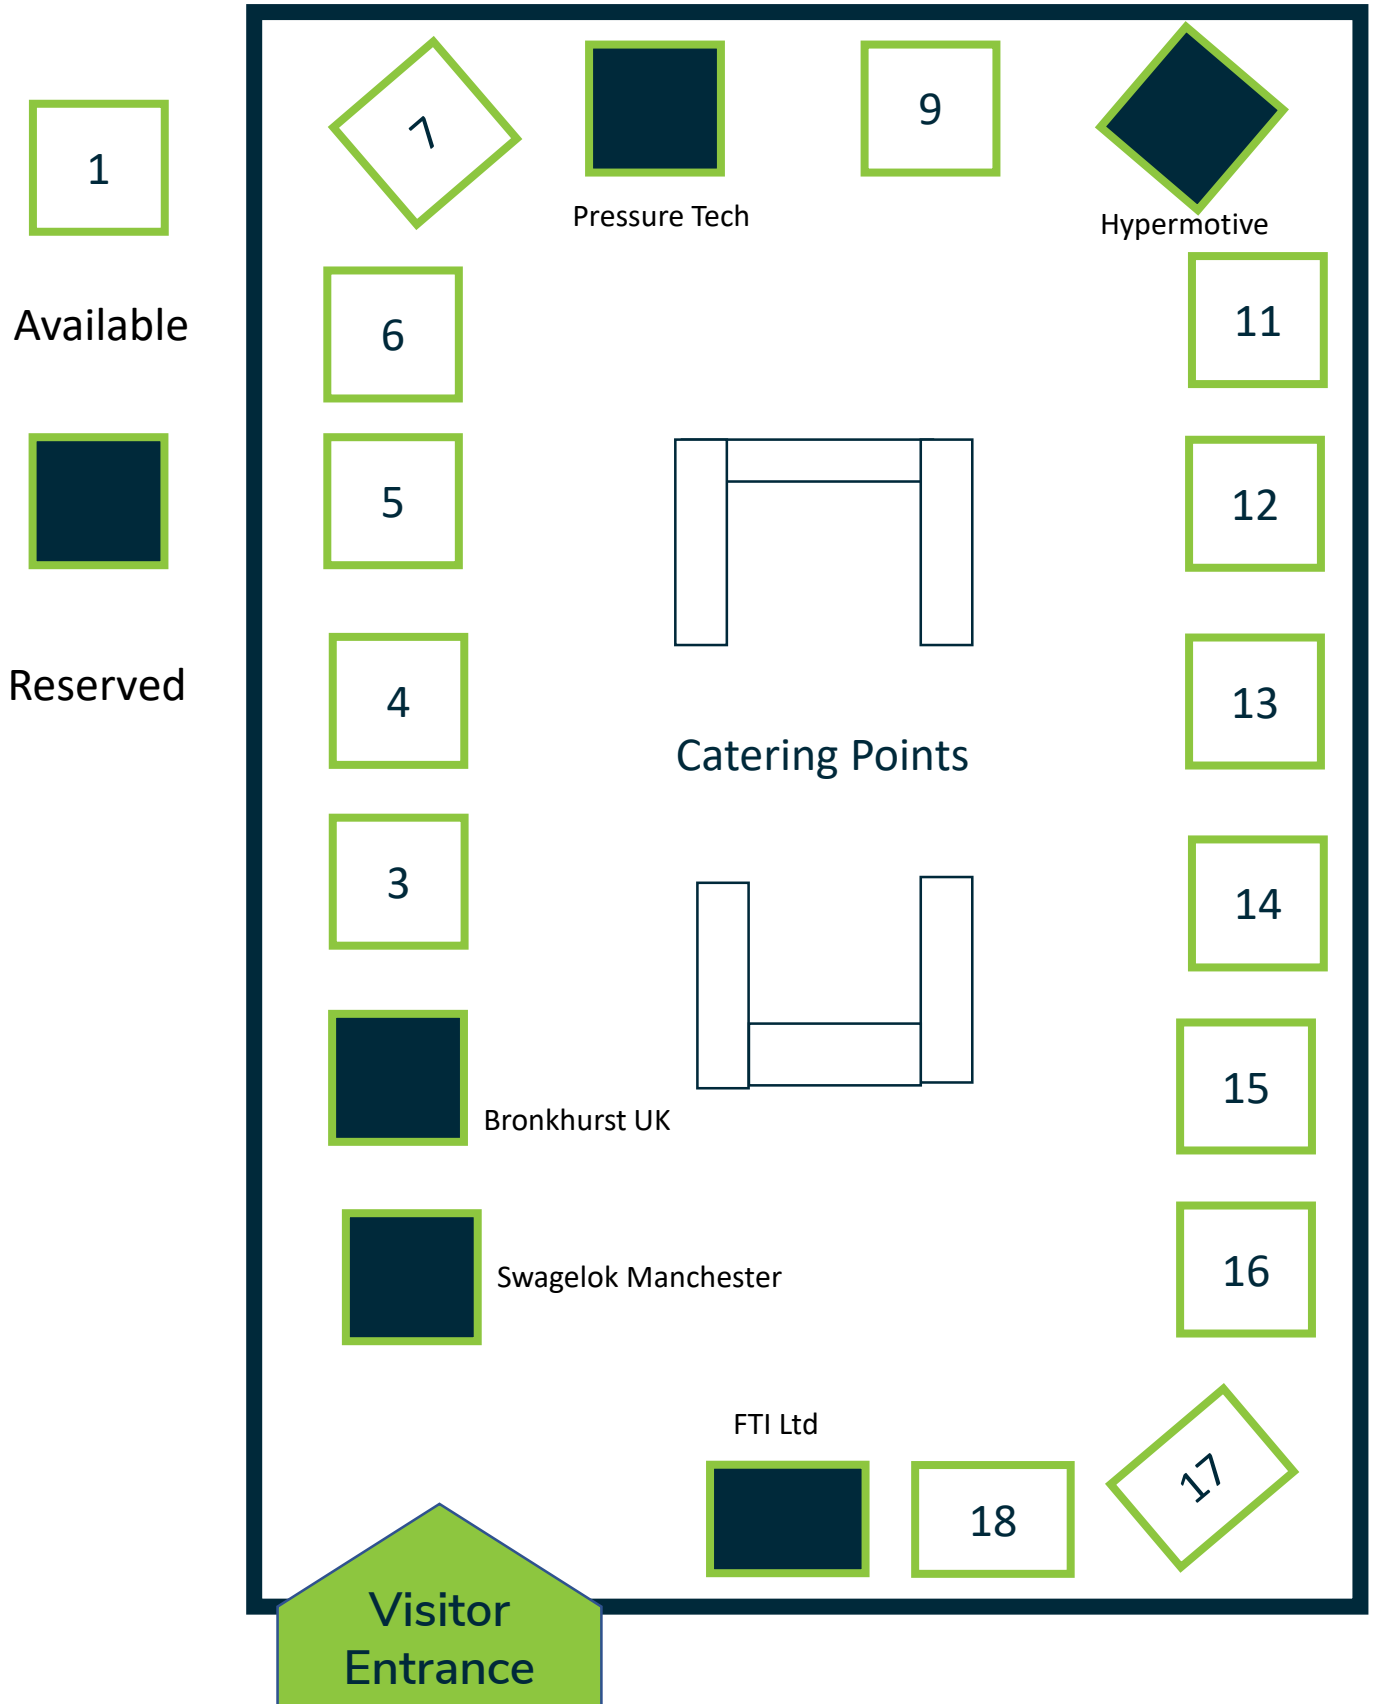 1
Available
Reserved
7
Pressure Tech
9
Hypermotive
6
11
5
12
4
13
Catering Points
3
14
Bronkhurst UK
15
Swagelok Manchester
16
FTI Ltd
18
17
Visitor
Entrance